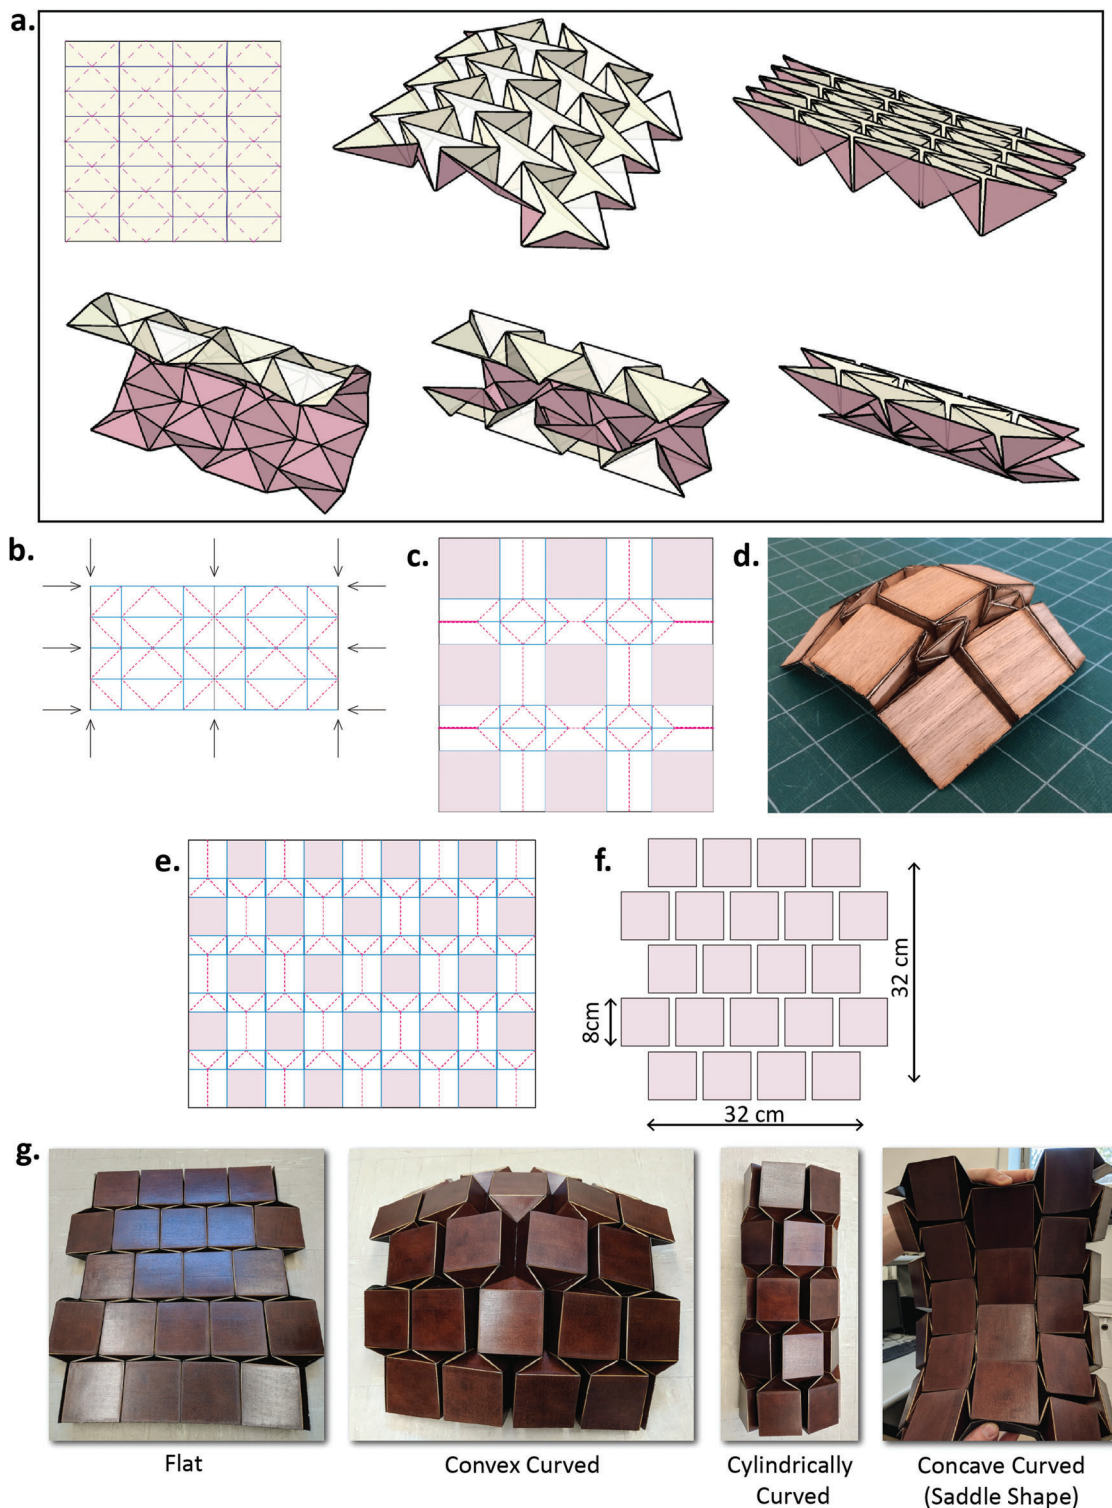 a.
b.
c.
d.
e.
f.
8cm
32 cm
32 cm
g.
Flat
Convex Curved
Cylindrically
Curved
Concave Curved
(Saddle Shape)